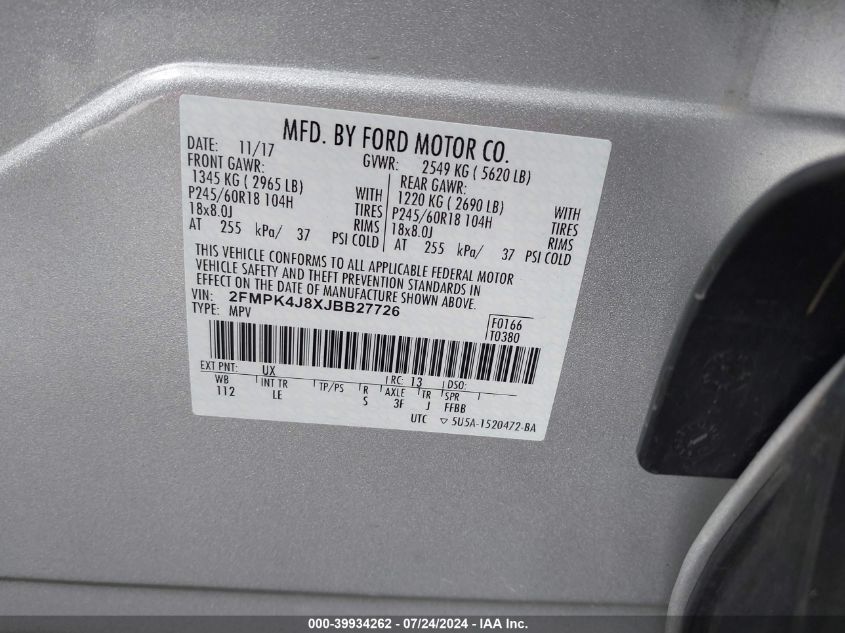 MFD. BY FORD MOTOR CO.
DATE: 11/17 GVWR: 2549 KG ( 5620 LB)
FRONT GAWR: REAR GAWR:
1345 KG ( 2965 LB) WITH 1220 KG ( 2690 LB) WITH
P245/60R18 104H TIRES P245/60R18 104H TIRES
18x8.0J RIMS 18x8.0J RIMS
AT 255 kPa/ 37 PSI COLD AT 255 kPa/ 37 PSI COLD
THIS VEHICLE CONFORMS TO ALL APPLICABLE FEDERAL MOTOR
VEHICLE SAFETY AND THEFT PREVENTION STANDARDS IN
EFFECT ON THE DATE OF MANUFACTURE SHOWN ABOVE.
VIN: 2FMPK4J8XJBB27726
TYPE: MPV
F0166
T0380
EXT PNT: UX RC: 13 DSO:
WB INT TR TP/PS R AXLE TR SPR
112 LE S 3F J FFBB
UTC ▽ 5U5A-1520472-BA
000-39934262 - 07/24/2024 - IAA Inc.